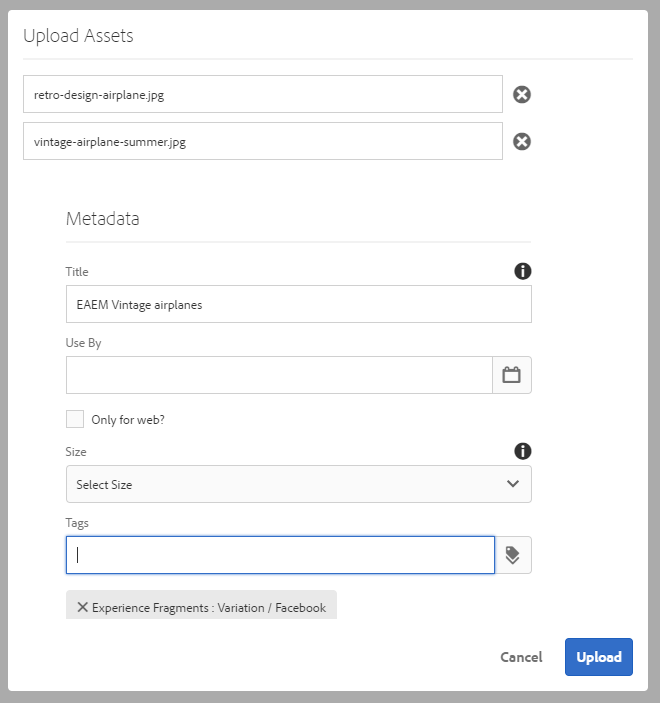 Upload Assets
retro-design-airplane.jpg
vintage-airplane-summer.jpg
Metadata
Title
EAEM Vintage airplanes
Use By
Only for web?
Size
Select Size
Tags
Experience Fragments : Variation / Facebook
Cancel
Upload